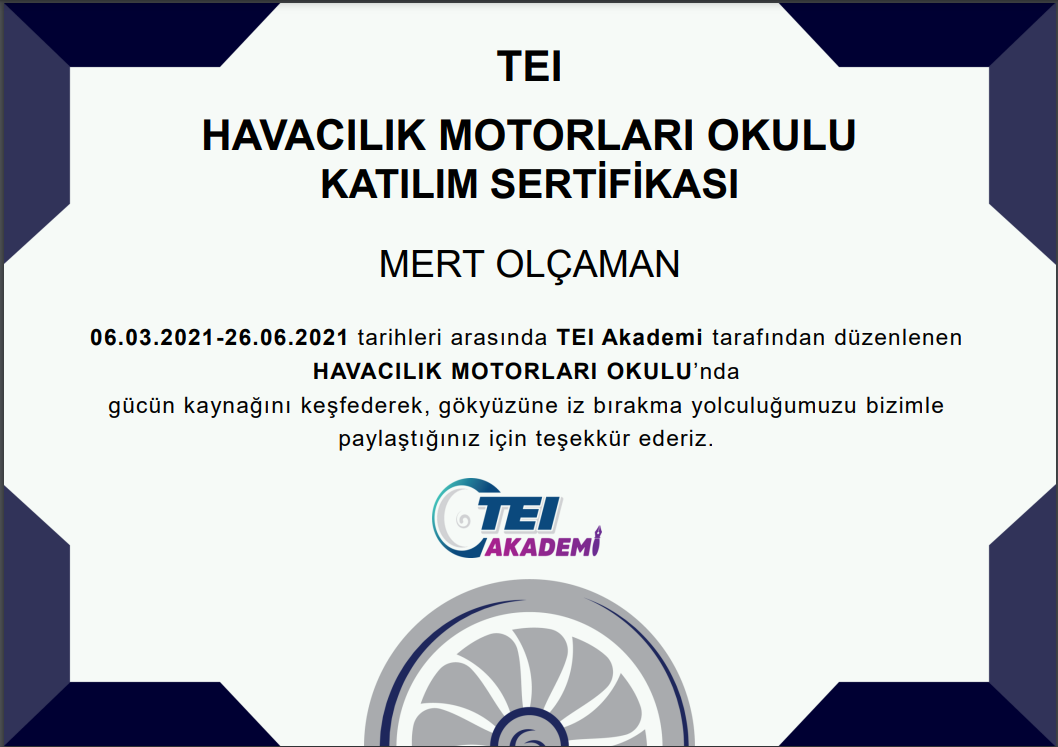 TEI
HAVACILIK MOTORLARI OKULU
KATILIM SERTİFİKASI
MERT OLÇAMAN
06.03.2021-26.06.2021 tarihleri arasında TEI Akademi tarafından düzenlenen
HAVACILIK MOTORLARI OKULU’nda
gücün kaynağını keşfederek, gökyüzüne iz bırakma yolculuğumuzu bizimle
paylaştığınız için teşekkür ederiz.
TEI
AKADEMİ